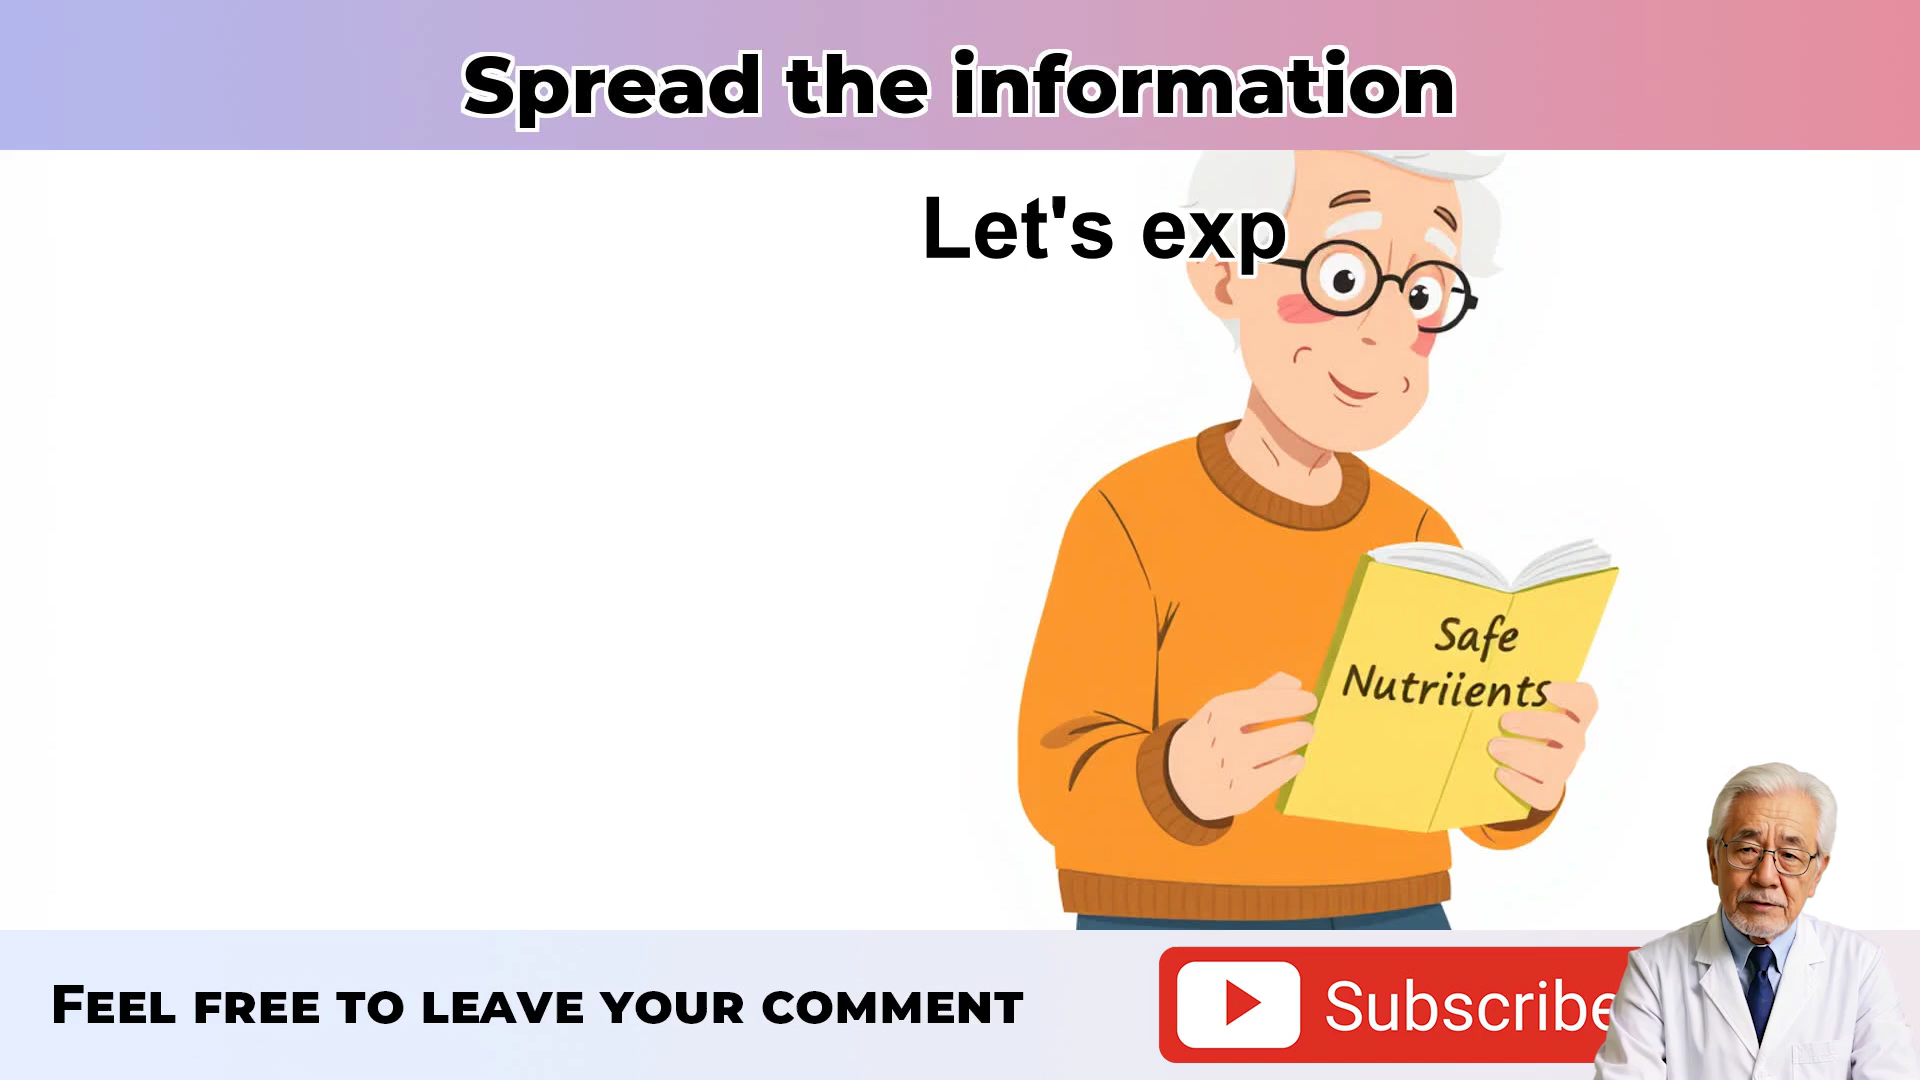 Spread the information
Let's exp
Safe
Nutriients
FEEL FREE TO LEAVE YOUR COMMENT
Subscribe